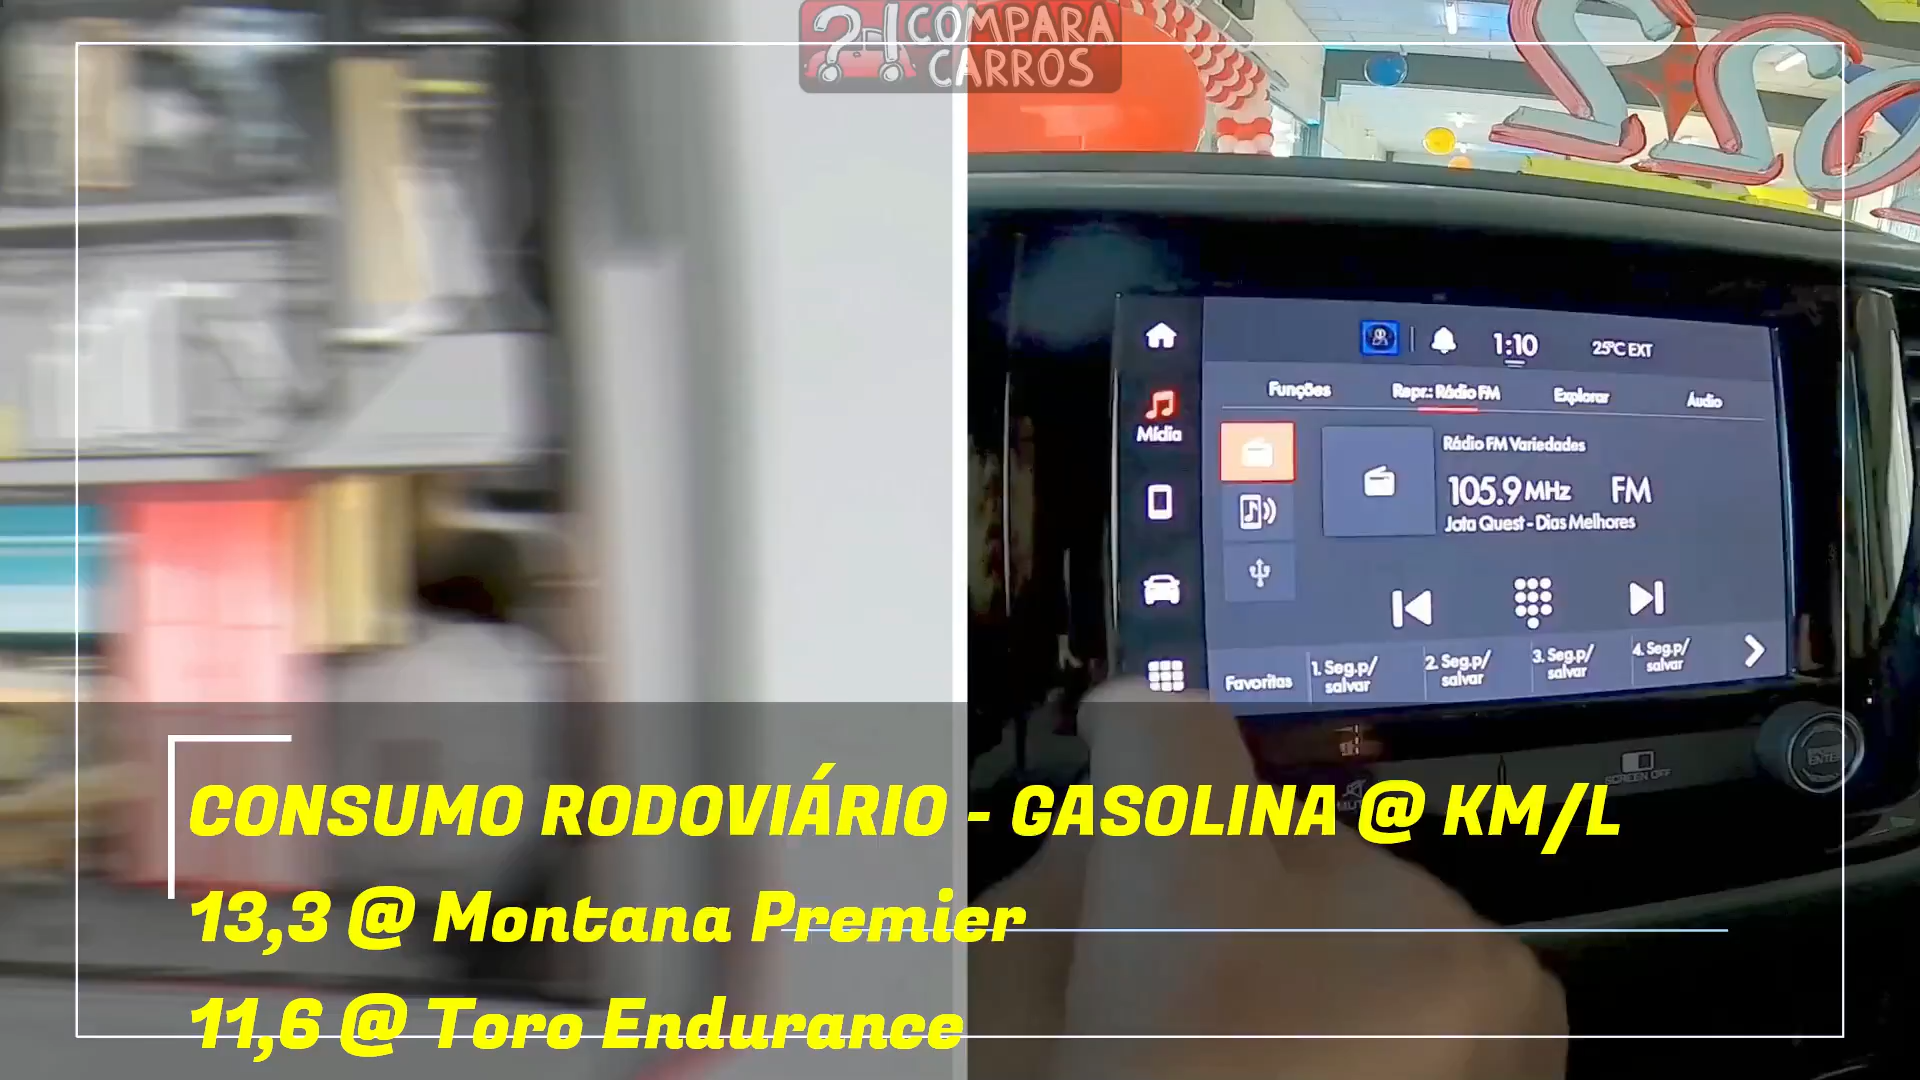 COMPARA
CARROS
1:10
25°C EXT
Funções
Repr.: Rádio FM
Explorar
Áudio
Mídia
Rádio FM Variedades
105.9 MHz FM
Jota Quest - Dias Melhores
Favoritas
1. Seg.p/
salvar
2. Seg.p/
salvar
3. Seg.p/
salvar
4. Seg.p/
salvar
SCREEN OFF
ENTER
CONSUMO RODOVIÁRIO - GASOLINA @ KM/L
13,3 @ Montana Premier
11,6 @ Toro Endurance